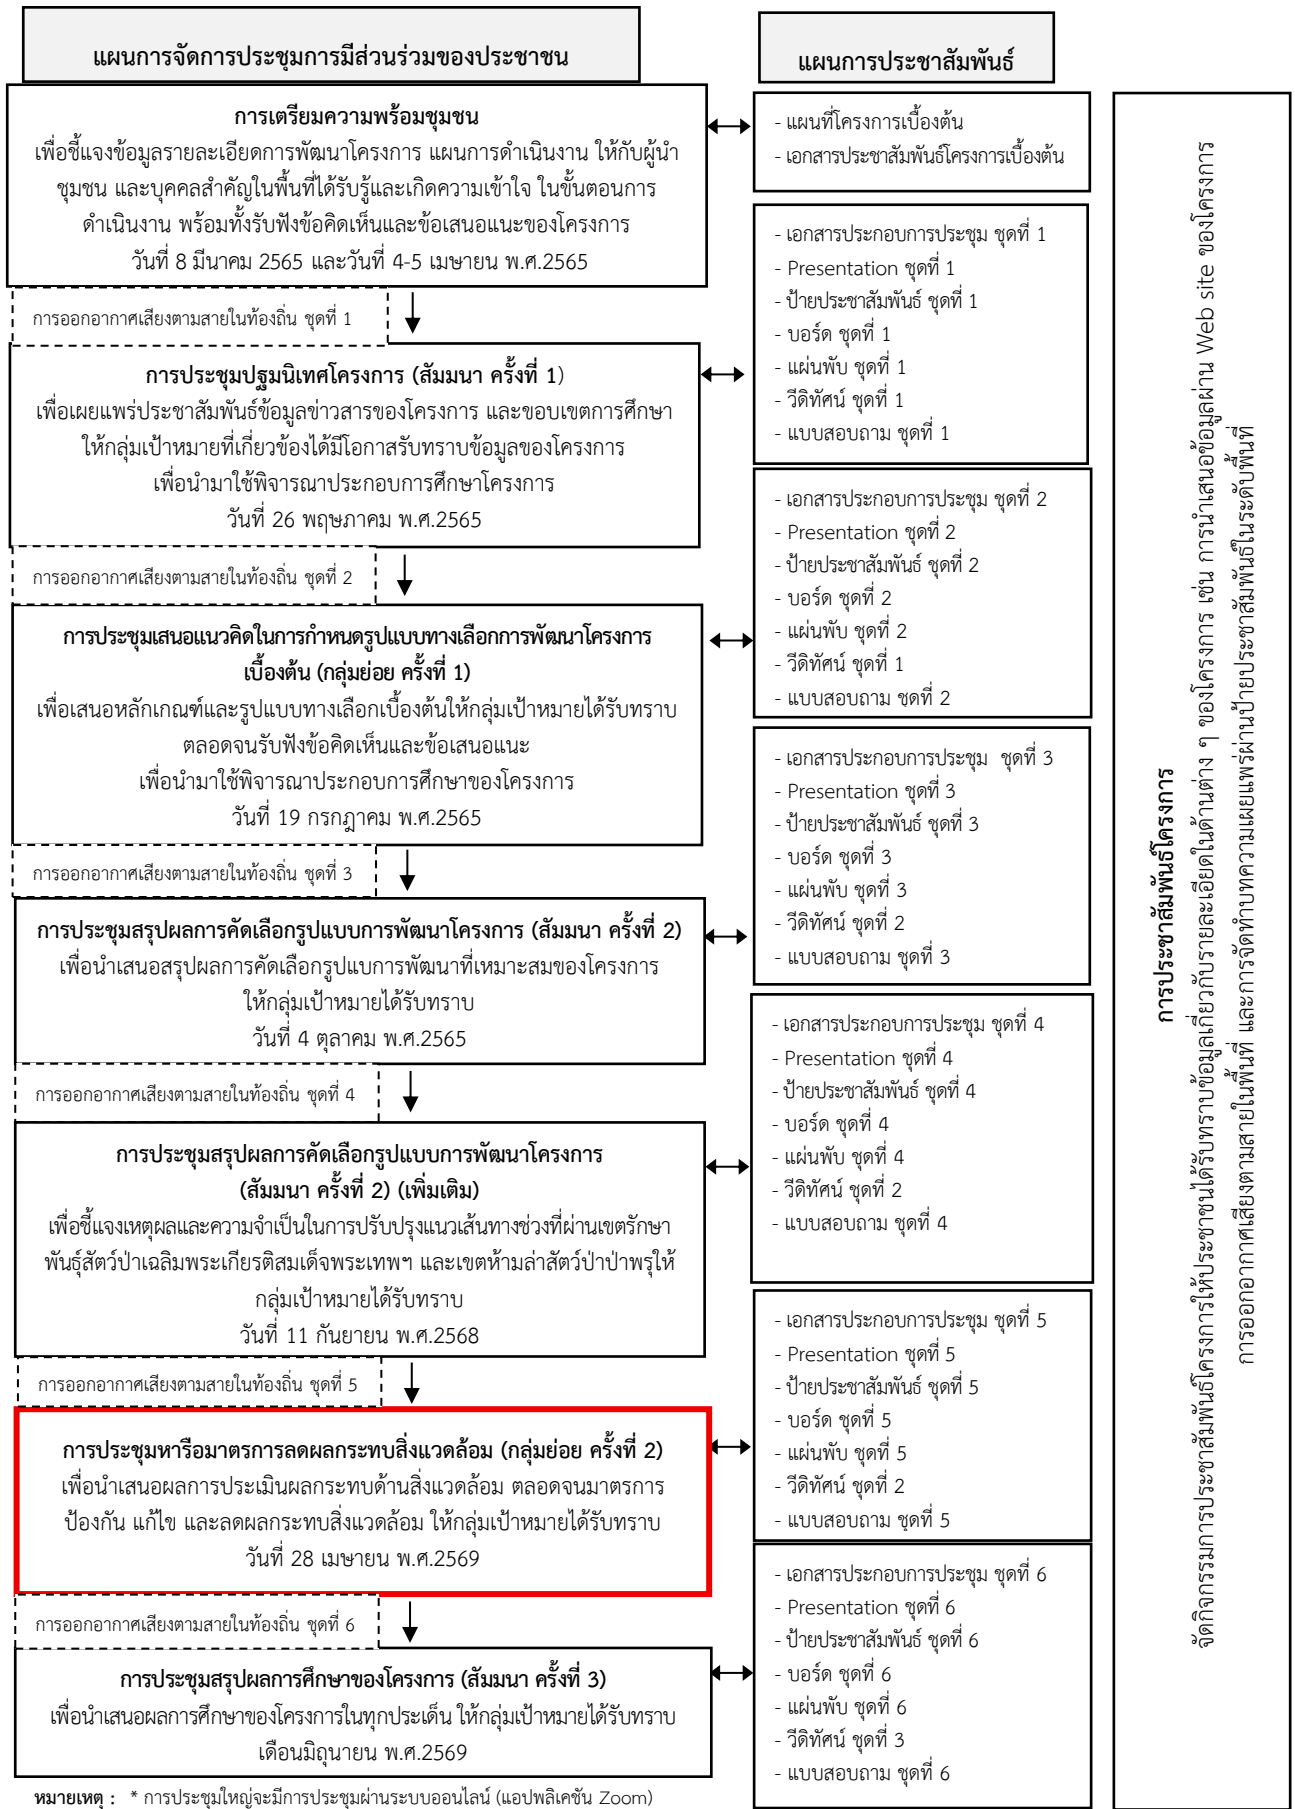 แผนการจัดการประชุมการมีส่วนร่วมของประชาชน
การเตรียมความพร้อมชุมชน
เพื่อชี้แจงข้อมูลรายละเอียดการพัฒนาโครงการ แผนการดำเนินงาน ให้กับผู้นำ
ชุมชน และบุคคลสำคัญในพื้นที่ได้รับรู้และเกิดความเข้าใจ ในขั้นตอนการ
ดำเนินงาน พร้อมทั้งรับฟังข้อคิดเห็นและข้อเสนอแนะของโครงการ
วันที่ 8 มีนาคม 2565 และวันที่ 4-5 เมษายน พ.ศ.2565
การออกอากาศเสียงตามสายในท้องถิ่น ชุดที่ 1
การประชุมปฐมนิเทศโครงการ (สัมมนา ครั้งที่ 1)
เพื่อเผยแพร่ประชาสัมพันธ์ข้อมูลข่าวสารของโครงการ และขอบเขตการศึกษา
ให้กลุ่มเป้าหมายที่เกี่ยวข้องได้มีโอกาสรับทราบข้อมูลของโครงการ
เพื่อนำมาใช้พิจารณาประกอบการศึกษาโครงการ
วันที่ 26 พฤษภาคม พ.ศ.2565
การออกอากาศเสียงตามสายในท้องถิ่น ชุดที่ 2
การประชุมเสนอแนวคิดในการกำหนดรูปแบบทางเลือกการพัฒนาโครงการ
เบื้องต้น (กลุ่มย่อย ครั้งที่ 1)
เพื่อเสนอหลักเกณฑ์และรูปแบบทางเลือกเบื้องต้นให้กลุ่มเป้าหมายได้รับทราบ
ตลอดจนรับฟังข้อคิดเห็นและข้อเสนอแนะ
เพื่อนำมาใช้พิจารณาประกอบการศึกษาของโครงการ
วันที่ 19 กรกฎาคม พ.ศ.2565
การออกอากาศเสียงตามสายในท้องถิ่น ชุดที่ 3
การประชุมสรุปผลการคัดเลือกรูปแบบการพัฒนาโครงการ (สัมมนา ครั้งที่ 2)
เพื่อนำเสนอสรุปผลการคัดเลือกรูปแบการพัฒนาที่เหมาะสมของโครงการ
ให้กลุ่มเป้าหมายได้รับทราบ
วันที่ 4 ตุลาคม พ.ศ.2565
การออกอากาศเสียงตามสายในท้องถิ่น ชุดที่ 4
การประชุมสรุปผลการคัดเลือกรูปแบบการพัฒนาโครงการ
(สัมมนา ครั้งที่ 2) (เพิ่มเติม)
เพื่อชี้แจงเหตุผลและความจำเป็นในการปรับปรุงแนวเส้นทางช่วงที่ผ่านเขตรักษา
พันธุ์สัตว์ป่าเฉลิมพระเกียรติสมเด็จพระเทพฯ และเขตห้ามล่าสัตว์ป่าป่าพรุให้
กลุ่มเป้าหมายได้รับทราบ
วันที่ 11 กันยายน พ.ศ.2568
การออกอากาศเสียงตามสายในท้องถิ่น ชุดที่ 5
การประชุมหารือมาตรการลดผลกระทบสิ่งแวดล้อม (กลุ่มย่อย ครั้งที่ 2)
เพื่อนำเสนอผลการประเมินผลกระทบด้านสิ่งแวดล้อม ตลอดจนมาตรการ
ป้องกัน แก้ไข และลดผลกระทบสิ่งแวดล้อม ให้กลุ่มเป้าหมายได้รับทราบ
วันที่ 28 เมษายน พ.ศ.2569
การออกอากาศเสียงตามสายในท้องถิ่น ชุดที่ 6
การประชุมสรุปผลการศึกษาของโครงการ (สัมมนา ครั้งที่ 3)
เพื่อนำเสนอผลการศึกษาของโครงการในทุกประเด็น ให้กลุ่มเป้าหมายได้รับทราบ
เดือนมิถุนายน พ.ศ.2569
หมายเหตุ : * การประชุมใหญ่จะมีการประชุมผ่านระบบออนไลน์ (แอปพลิเคชัน Zoom)
แผนการประชาสัมพันธ์
- แผนที่โครงการเบื้องต้น
- เอกสารประชาสัมพันธ์โครงการเบื้องต้น
- เอกสารประกอบการประชุม ชุดที่ 1
- Presentation ชุดที่ 1
- ป้ายประชาสัมพันธ์ ชุดที่ 1
- บอร์ด ชุดที่ 1
- แผ่นพับ ชุดที่ 1
- วีดิทัศน์ ชุดที่ 1
- แบบสอบถาม ชุดที่ 1
- เอกสารประกอบการประชุม ชุดที่ 2
- Presentation ชุดที่ 2
- ป้ายประชาสัมพันธ์ ชุดที่ 2
- บอร์ด ชุดที่ 2
- แผ่นพับ ชุดที่ 2
- วีดิทัศน์ ชุดที่ 1
- แบบสอบถาม ชุดที่ 2
- เอกสารประกอบการประชุม ชุดที่ 3
- Presentation ชุดที่ 3
- ป้ายประชาสัมพันธ์ ชุดที่ 3
- บอร์ด ชุดที่ 3
- แผ่นพับ ชุดที่ 3
- วีดิทัศน์ ชุดที่ 2
- แบบสอบถาม ชุดที่ 3
- เอกสารประกอบการประชุม ชุดที่ 4
- Presentation ชุดที่ 4
- ป้ายประชาสัมพันธ์ ชุดที่ 4
- บอร์ด ชุดที่ 4
- แผ่นพับ ชุดที่ 4
- วีดิทัศน์ ชุดที่ 2
- แบบสอบถาม ชุดที่ 4
- เอกสารประกอบการประชุม ชุดที่ 5
- Presentation ชุดที่ 5
- ป้ายประชาสัมพันธ์ ชุดที่ 5
- บอร์ด ชุดที่ 5
- แผ่นพับ ชุดที่ 5
- วีดิทัศน์ ชุดที่ 2
- แบบสอบถาม ชุดที่ 5
- เอกสารประกอบการประชุม ชุดที่ 6
- Presentation ชุดที่ 6
- ป้ายประชาสัมพันธ์ ชุดที่ 6
- บอร์ด ชุดที่ 6
- แผ่นพับ ชุดที่ 6
- วีดิทัศน์ ชุดที่ 3
- แบบสอบถาม ชุดที่ 6
การประชาสัมพันธ์โครงการ
จัดกิจกรรมการประชาสัมพันธ์โครงการให้ประชาชนได้รับทราบข้อมูลเกี่ยวกับรายละเอียดในด้านต่าง ๆ ของโครงการ เช่น การนำเสนอข้อมูลผ่าน Web site ของโครงการ
การออกอากาศเสียงตามสายในพื้นที่ และการจัดทำบทความเผยแพร่ผ่านป้ายประชาสัมพันธ์ในระดับพื้นที่